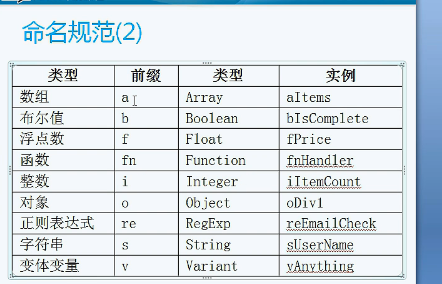 命名规范(2)
类型 前缀 类型 实例
数组 a Array aItems
布尔值 b Boolean bIsComplete
浮点数 f Float fPrice
函数 fn Function fnHandler
整数 i Integer iItemCount
对象 o Object oDiv1
正则表达式 re RegExp reEmailCheck
字符串 s String sUserName
变体变量 v Variant vAnything